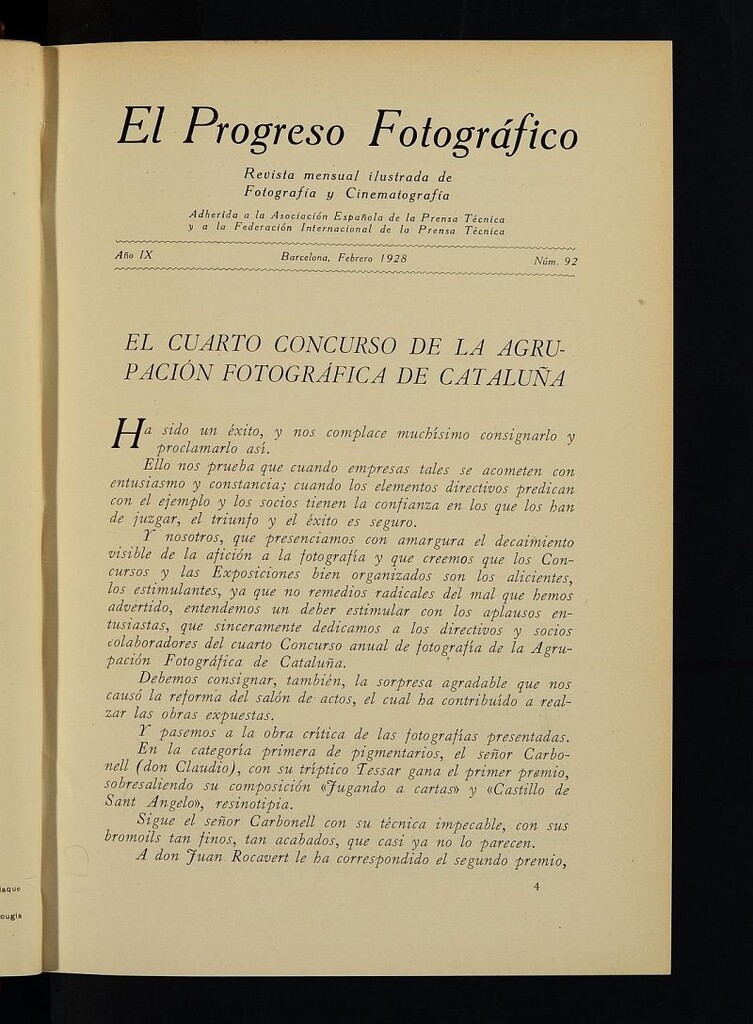 El Progreso Fotográfico
Revista mensual ilustrada de
Fotografía y Cinematografía
Adherida a la Asociación Española de la Prensa Técnica
y a la Federación Internacional de la Prensa Técnica
Año IX Barcelona, Febrero 1928 Núm. 92
EL CUARTO CONCURSO DE LA AGRU-
PACIÓN FOTOGRÁFICA DE CATALUÑA
Ha sido un éxito, y nos complace muchísimo consignarlo y
proclamarlo así.
Ello nos prueba que cuando empresas tales se acometen con
entusiasmo y constancia; cuando los elementos directivos predican
con el ejemplo y los socios tienen la confianza en los que los han
de juzgar, el triunfo y el éxito es seguro.
Y nosotros, que presenciamos con amargura el decaimiento
visible de la afición a la fotografía y que creemos que los Con-
cursos y las Exposiciones bien organizados son los alicientes,
los estimulantes, ya que no remedios radicales del mal que hemos
advertido, entendemos un deber estimular con los aplausos en-
tusiastas, que sinceramente dedicamos a los directivos y socios
colaboradores del cuarto Concurso anual de fotografía de la Agru-
pación Fotográfica de Cataluña.
Debemos consignar, también, la sorpresa agradable que nos
causó la reforma del salón de actos, el cual ha contribuído a real-
zar las obras expuestas.
Y pasemos a la obra crítica de las fotografías presentadas.
En la categoría primera de pigmentarios, el señor Carbo-
nell (don Claudio), con su tríptico Tessar gana el primer premio,
sobresaliendo su composición «Jugando a cartas» y «Castillo de
Sant Angelo», resinotipia.
Sigue el señor Carbonell con su técnica impecable, con sus
bromoils tan finos, tan acabados, que casi ya no lo parecen.
A don Juan Rocavert le ha correspondido el segundo premio,
4
laque
ougla